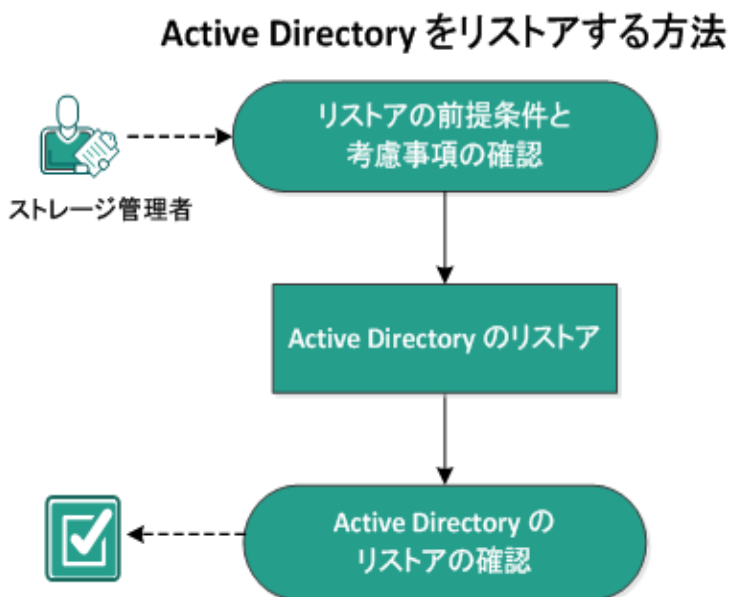 Active Directory をリストアする方法
リストアの前提条件と
考慮事項の確認
ストレージ管理者
Active Directory のリストア
Active Directory の
リストアの確認